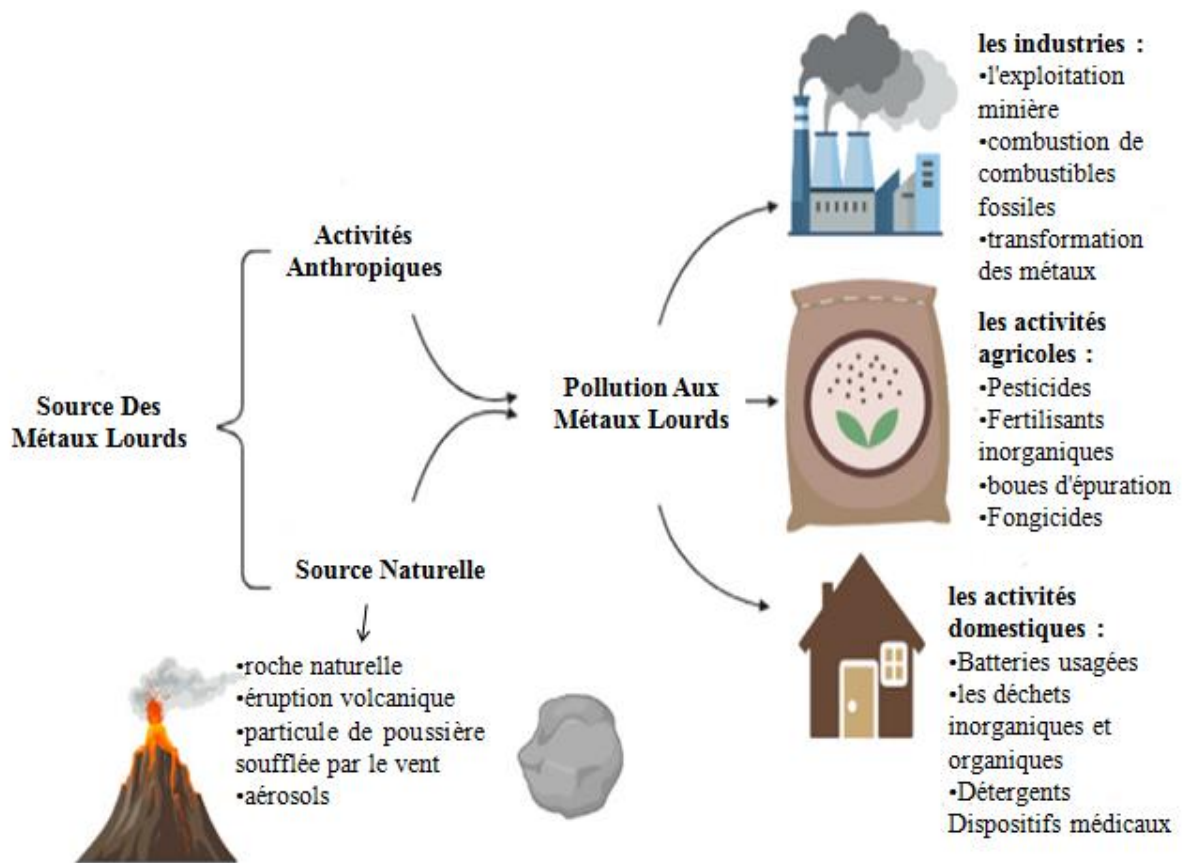 Source Des
Métaux Lourds
Activités
Anthropiques
Source Naturelle
•roche naturelle
•éruption volcanique
•particule de poussière
soufflée par le vent
•aérosols
Pollution Aux
Métaux Lourds
les industries :
•l'exploitation
minière
•combustion de
combustibles
fossiles
•transformation
des métaux
les activités
agricoles :
•Pesticides
•Fertilisants
inorganiques
•boues d'épuration
•Fongicides
les activités
domestiques :
•Batteries usagées
•les déchets
inorganiques et
organiques
•Détergents
Dispositifs médicaux